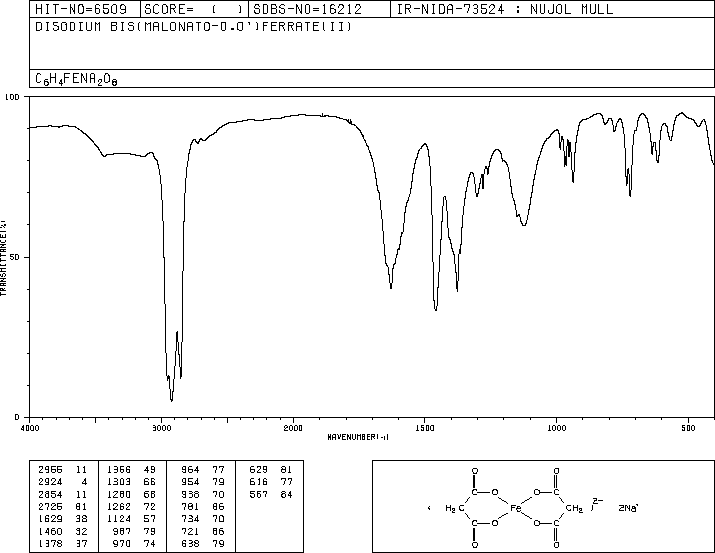 HIT-NO=6509 SCORE= ( ) SDBS-NO=16212 IR-NIDA-73524 : NUJOL MULL
DISODIUM BIS(MALONATO-O.O')FERRATE(II)
C6H4FENA2O8
100
50
0
TRANSMITTANCE(%)
4000 3000 2000 1500 1000 500
WAVENUMBER(-1)
2955 11 1366 49 964 77 629 81
2924 4 1303 66 954 79 616 77
2854 11 1280 68 938 70 567 84
2725 81 1262 72 781 86
1629 38 1124 57 734 70
1460 32 987 79 721 66
1378 37 970 74 638 79
O O
O O
( H2C Fe CH2 )2- 2Na+
O O
O O